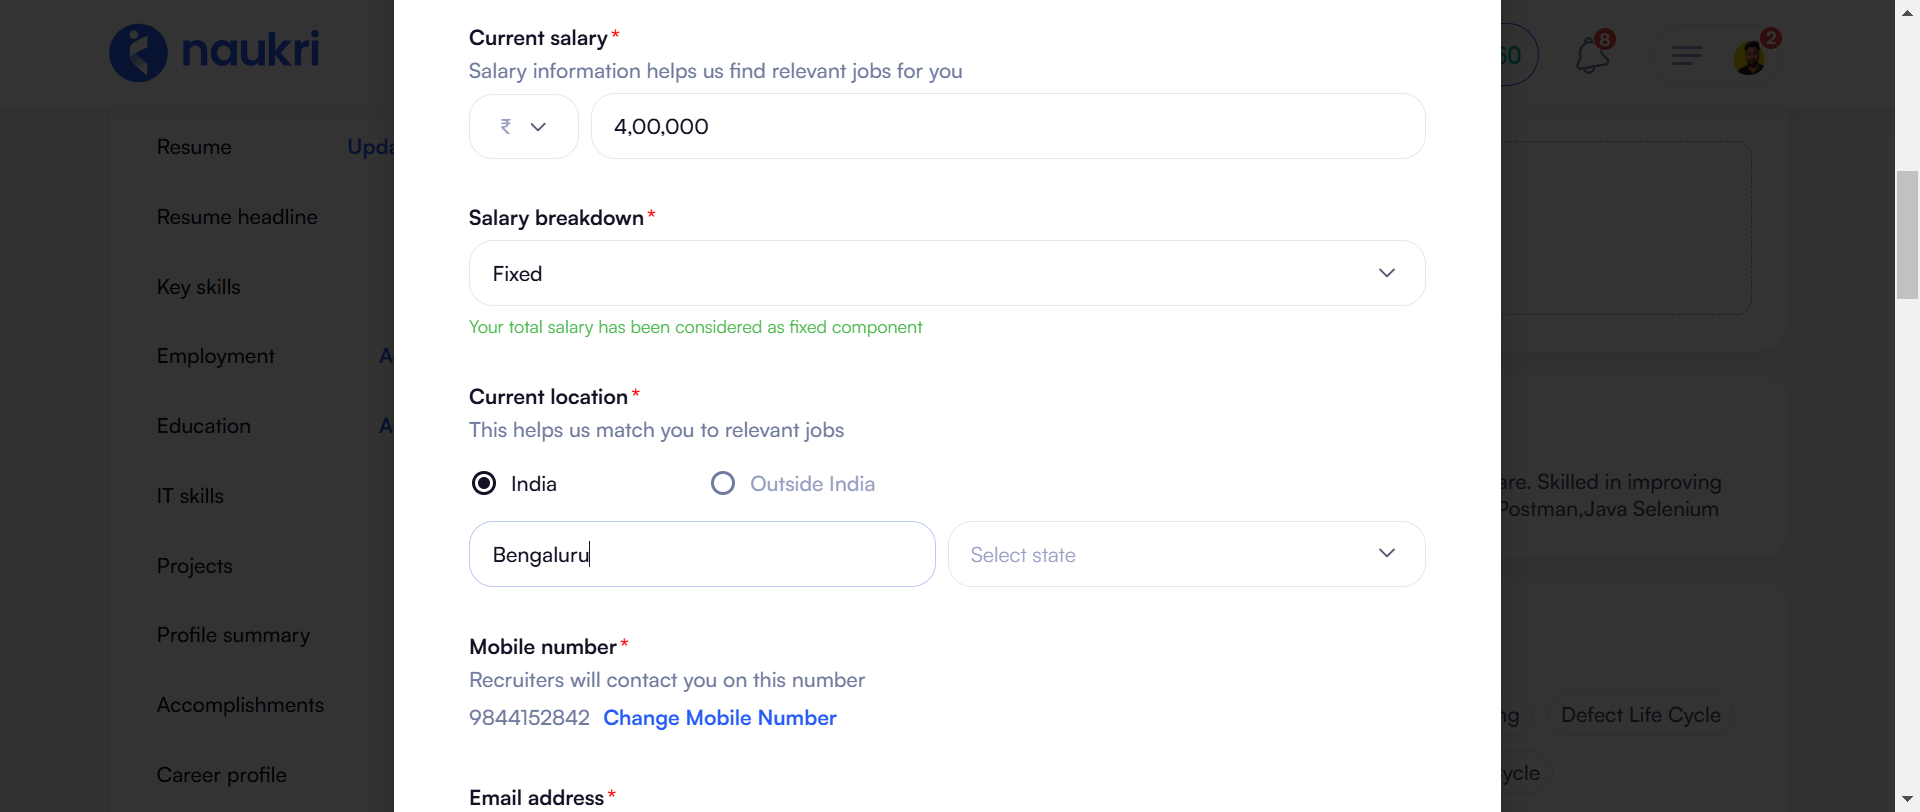 naukri
60
8
2
Resume
Upda
Resume headline
Key skills
Employment
A
Education
A
IT skills
Projects
Profile summary
Accomplishments
Career profile
Current salary*
Salary information helps us find relevant jobs for you
₹
4,00,000
Salary breakdown*
Fixed
Your total salary has been considered as fixed component
Current location*
This helps us match you to relevant jobs
India
Outside India
Bengaluru
Select state
Mobile number*
Recruiters will contact you on this number
9844152842 Change Mobile Number
Email address*
are. Skilled in improving
Postman,Java Selenium
ng
Defect Life Cycle
ycle